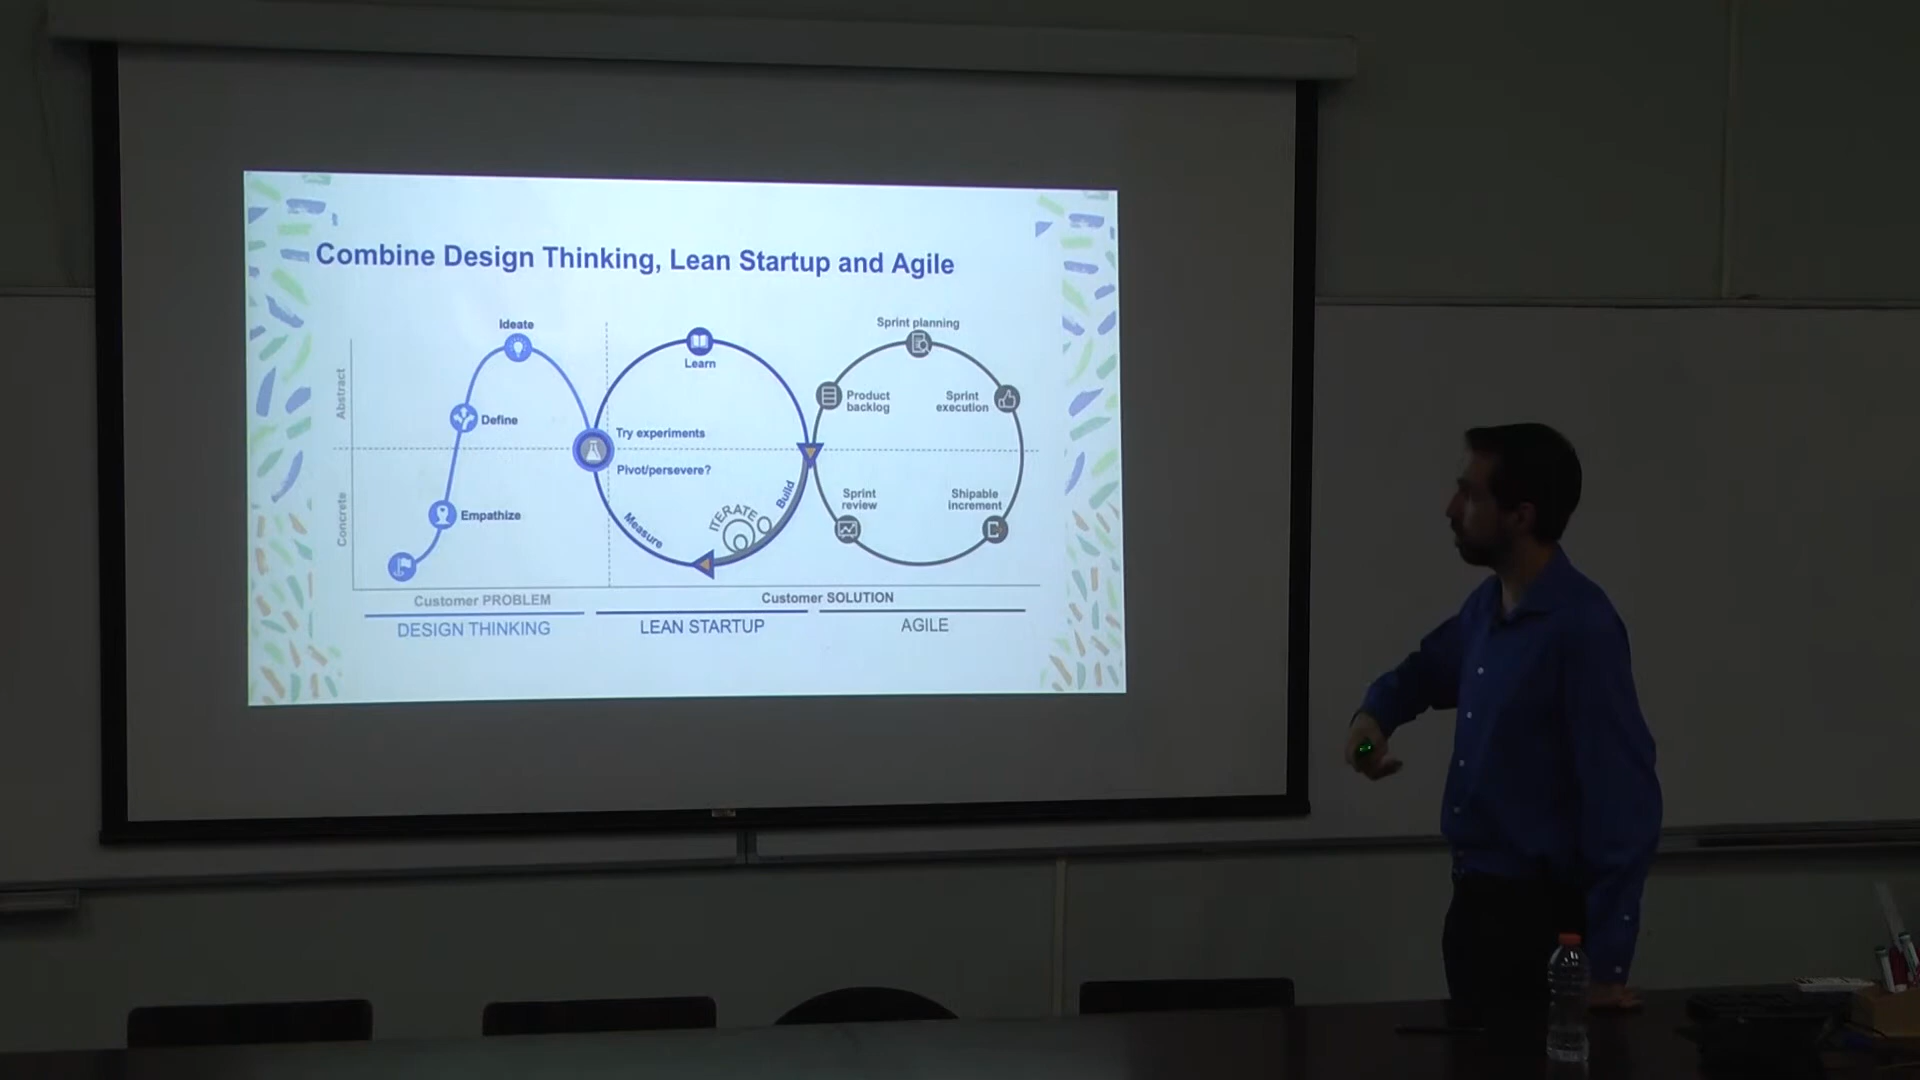 Combine Design Thinking, Lean Startup and Agile
Ideate
Define
Empathize
Abstract
Concrete
Learn
Try experiments
Pivot/persevere?
Measure
ITERATE
Build
Sprint planning
Product
backlog
Sprint
execution
Sprint
review
Shipable
increment
Customer PROBLEM
Customer SOLUTION
DESIGN THINKING
LEAN STARTUP
AGILE